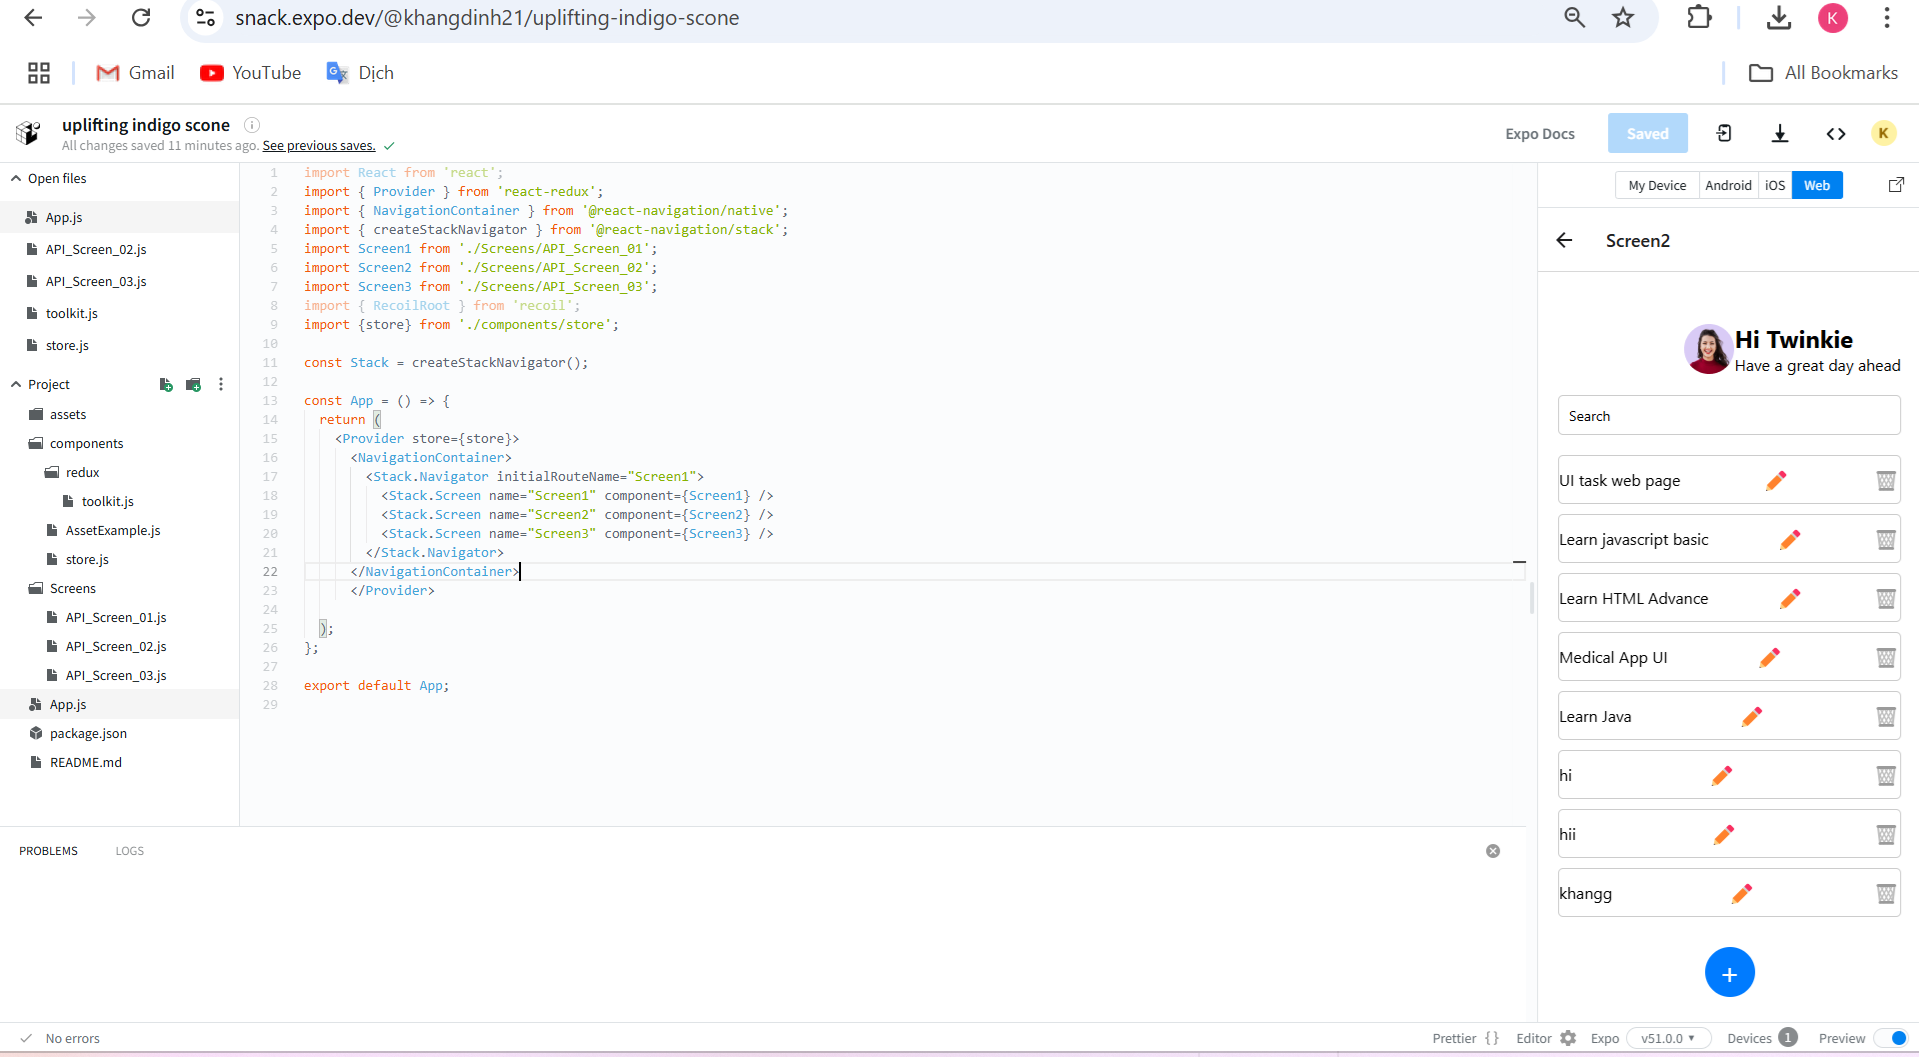 snack.expo.dev/@khangdinh21/uplifting-indigo-scone
K
Gmail
YouTube
Dịch
All Bookmarks
uplifting indigo scone
All changes saved 11 minutes ago. See previous saves.
Expo Docs
Saved
K
Open files
App.js
API_Screen_02.js
API_Screen_03.js
toolkit.js
store.js
Project
assets
components
redux
toolkit.js
AssetExample.js
store.js
Screens
API_Screen_01.js
API_Screen_02.js
API_Screen_03.js
App.js
package.json
README.md
1 import React from 'react';
2 import { Provider } from 'react-redux';
3 import { NavigationContainer } from '@react-navigation/native';
4 import { createStackNavigator } from '@react-navigation/stack';
5 import Screen1 from './Screens/API_Screen_01';
6 import Screen2 from './Screens/API_Screen_02';
7 import Screen3 from './Screens/API_Screen_03';
8 import { RecoilRoot } from 'recoil';
9 import {store} from './components/store';
10
11 const Stack = createStackNavigator();
12
13 const App = () => {
14 return (
15 <Provider store={store}>
16 <NavigationContainer>
17 <Stack.Navigator initialRouteName="Screen1">
18 <Stack.Screen name="Screen1" component={Screen1} />
19 <Stack.Screen name="Screen2" component={Screen2} />
20 <Stack.Screen name="Screen3" component={Screen3} />
21 </Stack.Navigator>
22 </NavigationContainer>
23 </Provider>
24
25 );
26 };
27
28 export default App;
29
My Device
Android
iOS
Web
Screen2
Hi Twinkie
Have a great day ahead
Search
UI task web page
Learn javascript basic
Learn HTML Advance
Medical App UI
Learn Java
hi
hii
khangg
+
PROBLEMS
LOGS
No errors
Prettier {}
Editor
Expo
v51.0.0
Devices 1
Preview